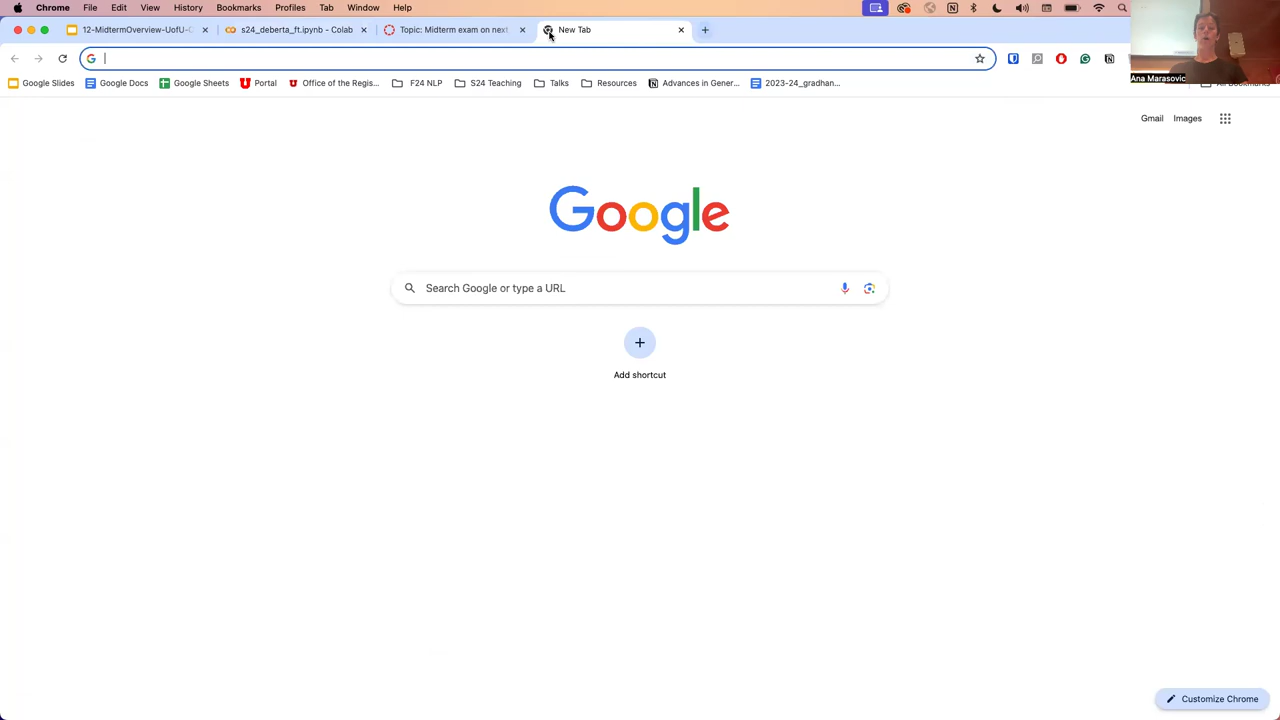 Chrome File Edit View History Bookmarks Profiles Tab Window Help
12-MidtermOverview-UofU-C s24_deberta_ft.ipynb - Colab Topic: Midterm exam on next New Tab
Google Slides Google Docs Google Sheets Portal Office of the Regis... F24 NLP S24 Teaching Talks Resources Advances in Gener... 2023-24_gradhan... All Bookmarks
Ana Marasovic
Gmail Images
Google
Search Google or type a URL
Add shortcut
Customize Chrome